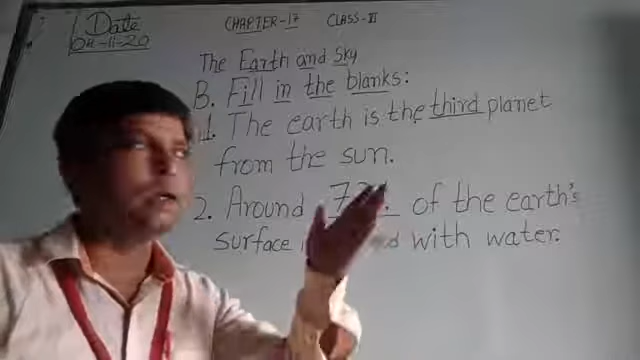 Date
04-11-20
CHAPTER-17 CLASS-II
The Earth and Sky
B. Fill in the blanks:
1. The earth is the third planet
from the sun.
2. Around of the earth's
surface with water.